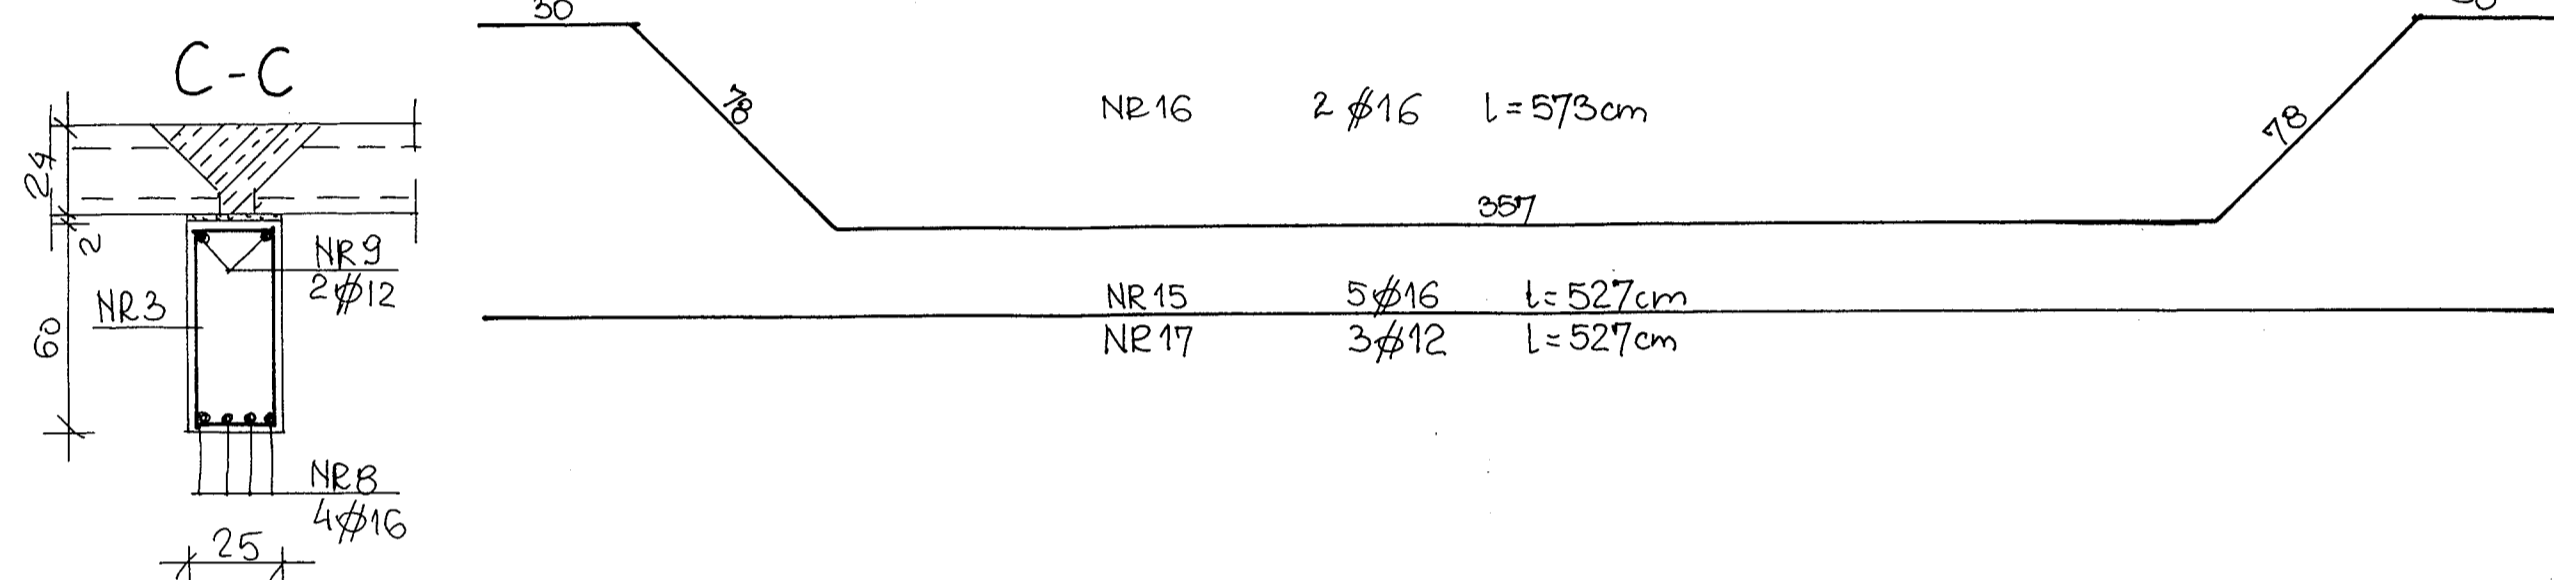 30
C-C
78
NR16 2 ⌀16 l=573cm
78
24
357
2
NR9
2⌀12
NR3
NR15 5⌀16 l=527cm
NR17 3⌀12 l=527cm
60
NR8
4⌀16
25